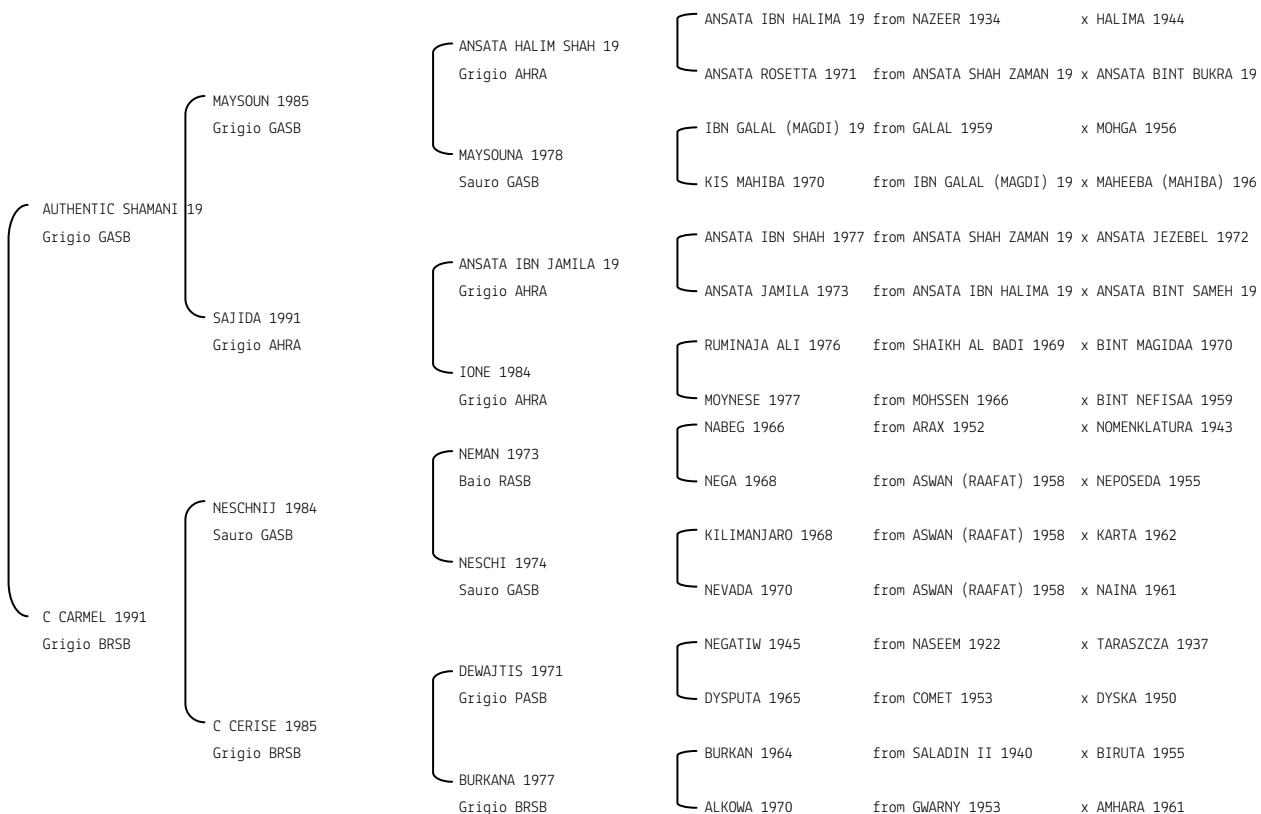 ANSATA IBN HALIMA 19 from NAZEER 1934 x HALIMA 1944
ANSATA HALIM SHAH 19
Grigio AHRA
ANSATA ROSETTA 1971 from ANSATA SHAH ZAMAN 19 x ANSATA BINT BUKRA 19
MAYSOUN 1985
Grigio GASB
IBN GALAL (MAGDI) 19 from GALAL 1959 x MOHGA 1956
MAYSOUNA 1978
Sauro GASB
KIS MAHIBA 1970 from IBN GALAL (MAGDI) 19 x MAHEEBA (MAHIBA) 196
AUTHENTIC SHAMANI 19
Grigio GASB
ANSATA IBN SHAH 1977 from ANSATA SHAH ZAMAN 19 x ANSATA JEZEBEL 1972
ANSATA IBN JAMILA 19
Grigio AHRA
ANSATA JAMILA 1973 from ANSATA IBN HALIMA 19 x ANSATA BINT SAMEH 19
SAJIDA 1991
Grigio AHRA
RUMINAJA ALI 1976 from SHAIKH AL BADI 1969 x BINT MAGIDAA 1970
IONE 1984
Grigio AHRA
MOYNESE 1977 from MOHSSEN 1966 x BINT NEFISAA 1959
NABEG 1966 from ARAX 1952 x NOMENKLATURA 1943
NEMAN 1973
Baio RASB
NEGA 1968 from ASWAN (RAAFAT) 1958 x NEPOSEDA 1955
NESCHNIJ 1984
Sauro GASB
KILIMANJARO 1968 from ASWAN (RAAFAT) 1958 x KARTA 1962
NESCHI 1974
Sauro GASB
NEVADA 1970 from ASWAN (RAAFAT) 1958 x NAINA 1961
C CARMEL 1991
Grigio BRSB
NEGATIW 1945 from NASEEM 1922 x TARASZCZA 1937
DEWAJTIS 1971
Grigio PASB
DYSPUTA 1965 from COMET 1953 x DYSKA 1950
C CERISE 1985
Grigio BRSB
BURKAN 1964 from SALADIN II 1940 x BIRUTA 1955
BURKANA 1977
Grigio BRSB
ALKOWA 1970 from GWARNY 1953 x AMHARA 1961